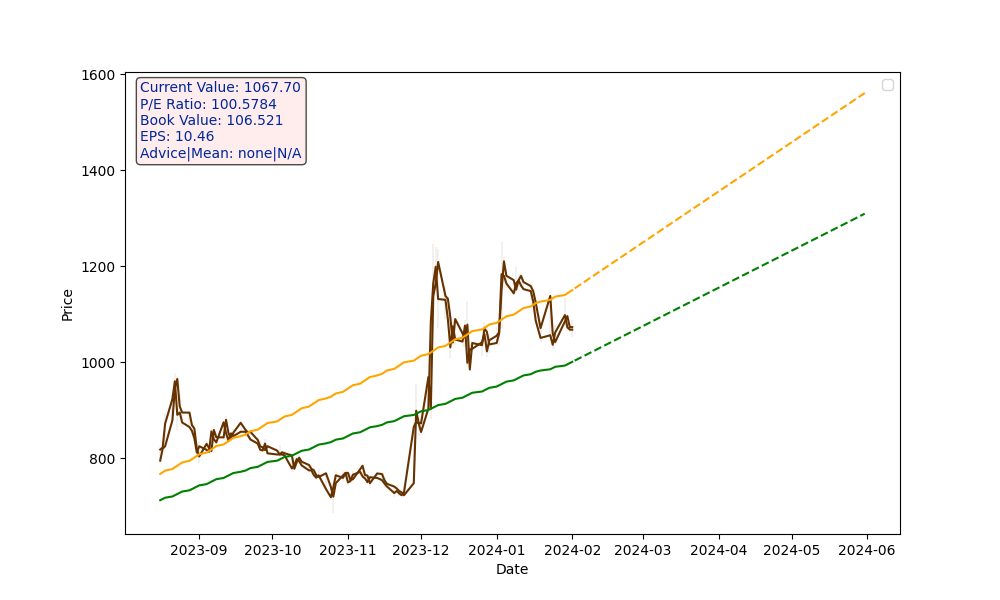 Current Value: 1067.70
P/E Ratio: 100.5784
Book Value: 106.521
EPS: 10.46
Advice|Mean: none|N/A
1600
1400
1200
1000
800
Price
2023-09 2023-10 2023-11 2023-12 2024-01 2024-02 2024-03 2024-04 2024-05 2024-06
Date